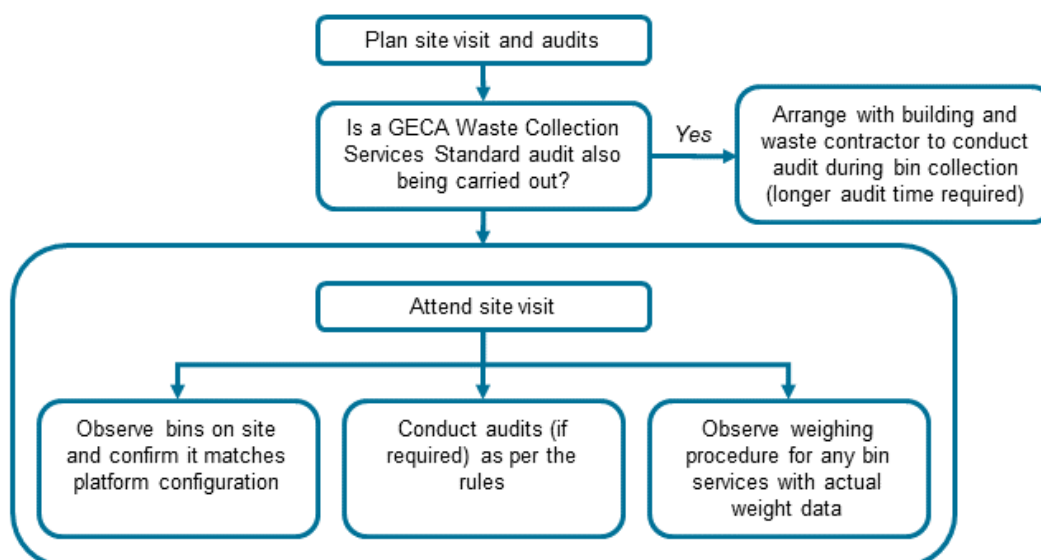 Plan site visit and audits
Is a GECA Waste Collection
Services Standard audit also
being carried out?
Yes
Arrange with building and
waste contractor to conduct
audit during bin collection
(longer audit time required)
Attend site visit
Observe bins on site
and confirm it matches
platform configuration
Conduct audits (if
required) as per the
rules
Observe weighing
procedure for any bin
services with actual
weight data